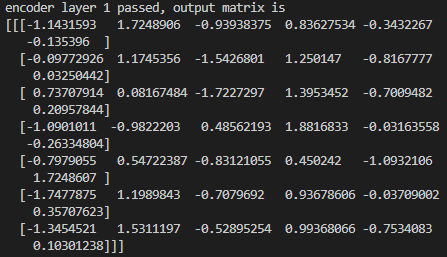 encoder layer 1 passed, output matrix is
[[[-1.1431593   1.7248906  -0.93938375  0.83627534 -0.3432267
   -0.135396  ]
  [-0.09772926  1.1745356  -1.5426801   1.250147   -0.8167777
    0.03250442]
  [ 0.73707914  0.08167484 -1.7227297   1.3953452  -0.7009482
    0.20957844]
  [-1.0901011  -0.9822203   0.48562193  1.8816833  -0.03163558
   -0.26334804]
  [-0.7979055   0.54722387 -0.83121055  0.450242   -1.0932106
    1.7248607 ]
  [-1.7477875   1.1989843  -0.7079692   0.93678606 -0.03709002
    0.35707623]
  [-1.3454521   1.5311197  -0.52895254  0.99368066 -0.7534083
    0.10301238]]]